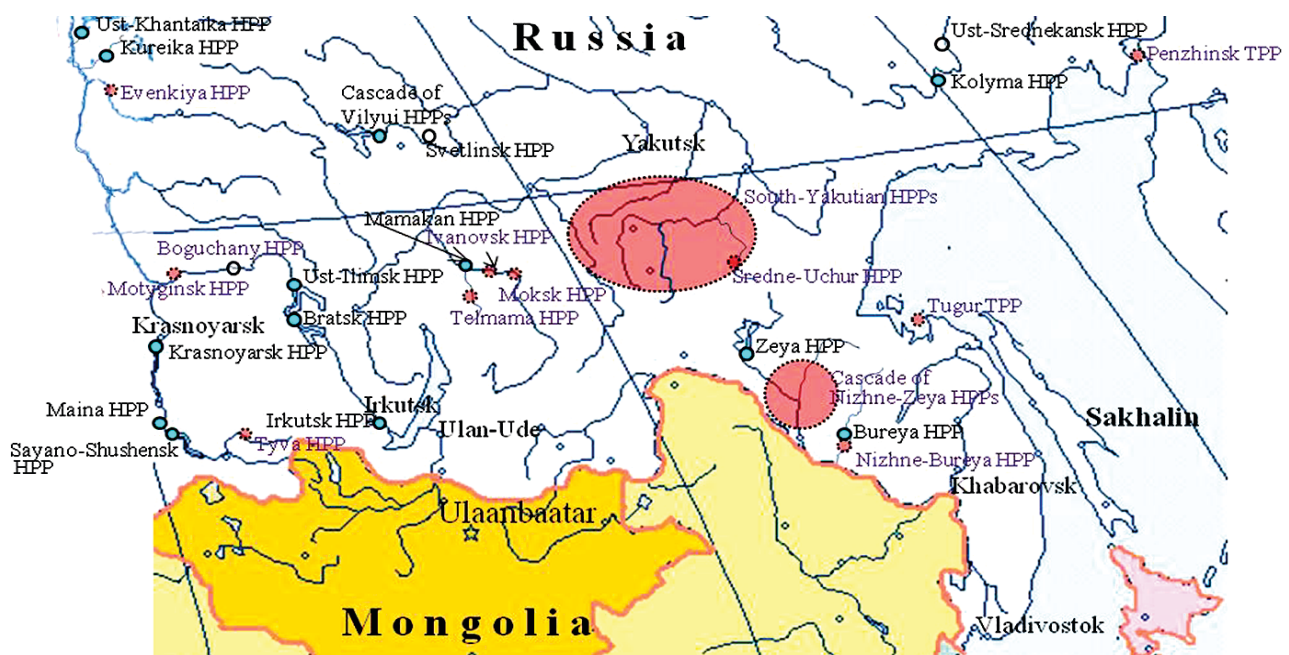 Ust-Khantaika HPP
Kureika HPP
Evenkiya HPP
Russia
Ust-Srednekansk HPP
Penzhinsk TPP
Kolyma HPP
Cascade of
Vilyui HPPs
Svetlinsk HPP
Yakutsk
South-Yakutian HPPs
Mamakan HPP
Ivanovsk HPP
Boguchany HPP
Motyginsk HPP
Ust-Ilimsk HPP
Moksk HPP
Telmama HPP
Sredne-Uchur HPP
Tugur TPP
Bratsk HPP
Krasnoyarsk
Krasnoyarsk HPP
Zeya HPP
Cascade of
Nizhne-Zeya HPPs
Maina HPP
Irkutsk
Irkutsk HPP
Ulan-Ude
Sakhalin
Sayano-Shushensk
HPP
Tyva HPP
Bureya HPP
Nizhne-Bureya HPP
Khabarovsk
Ulaanbaatar
Mongolia
Vladivostok